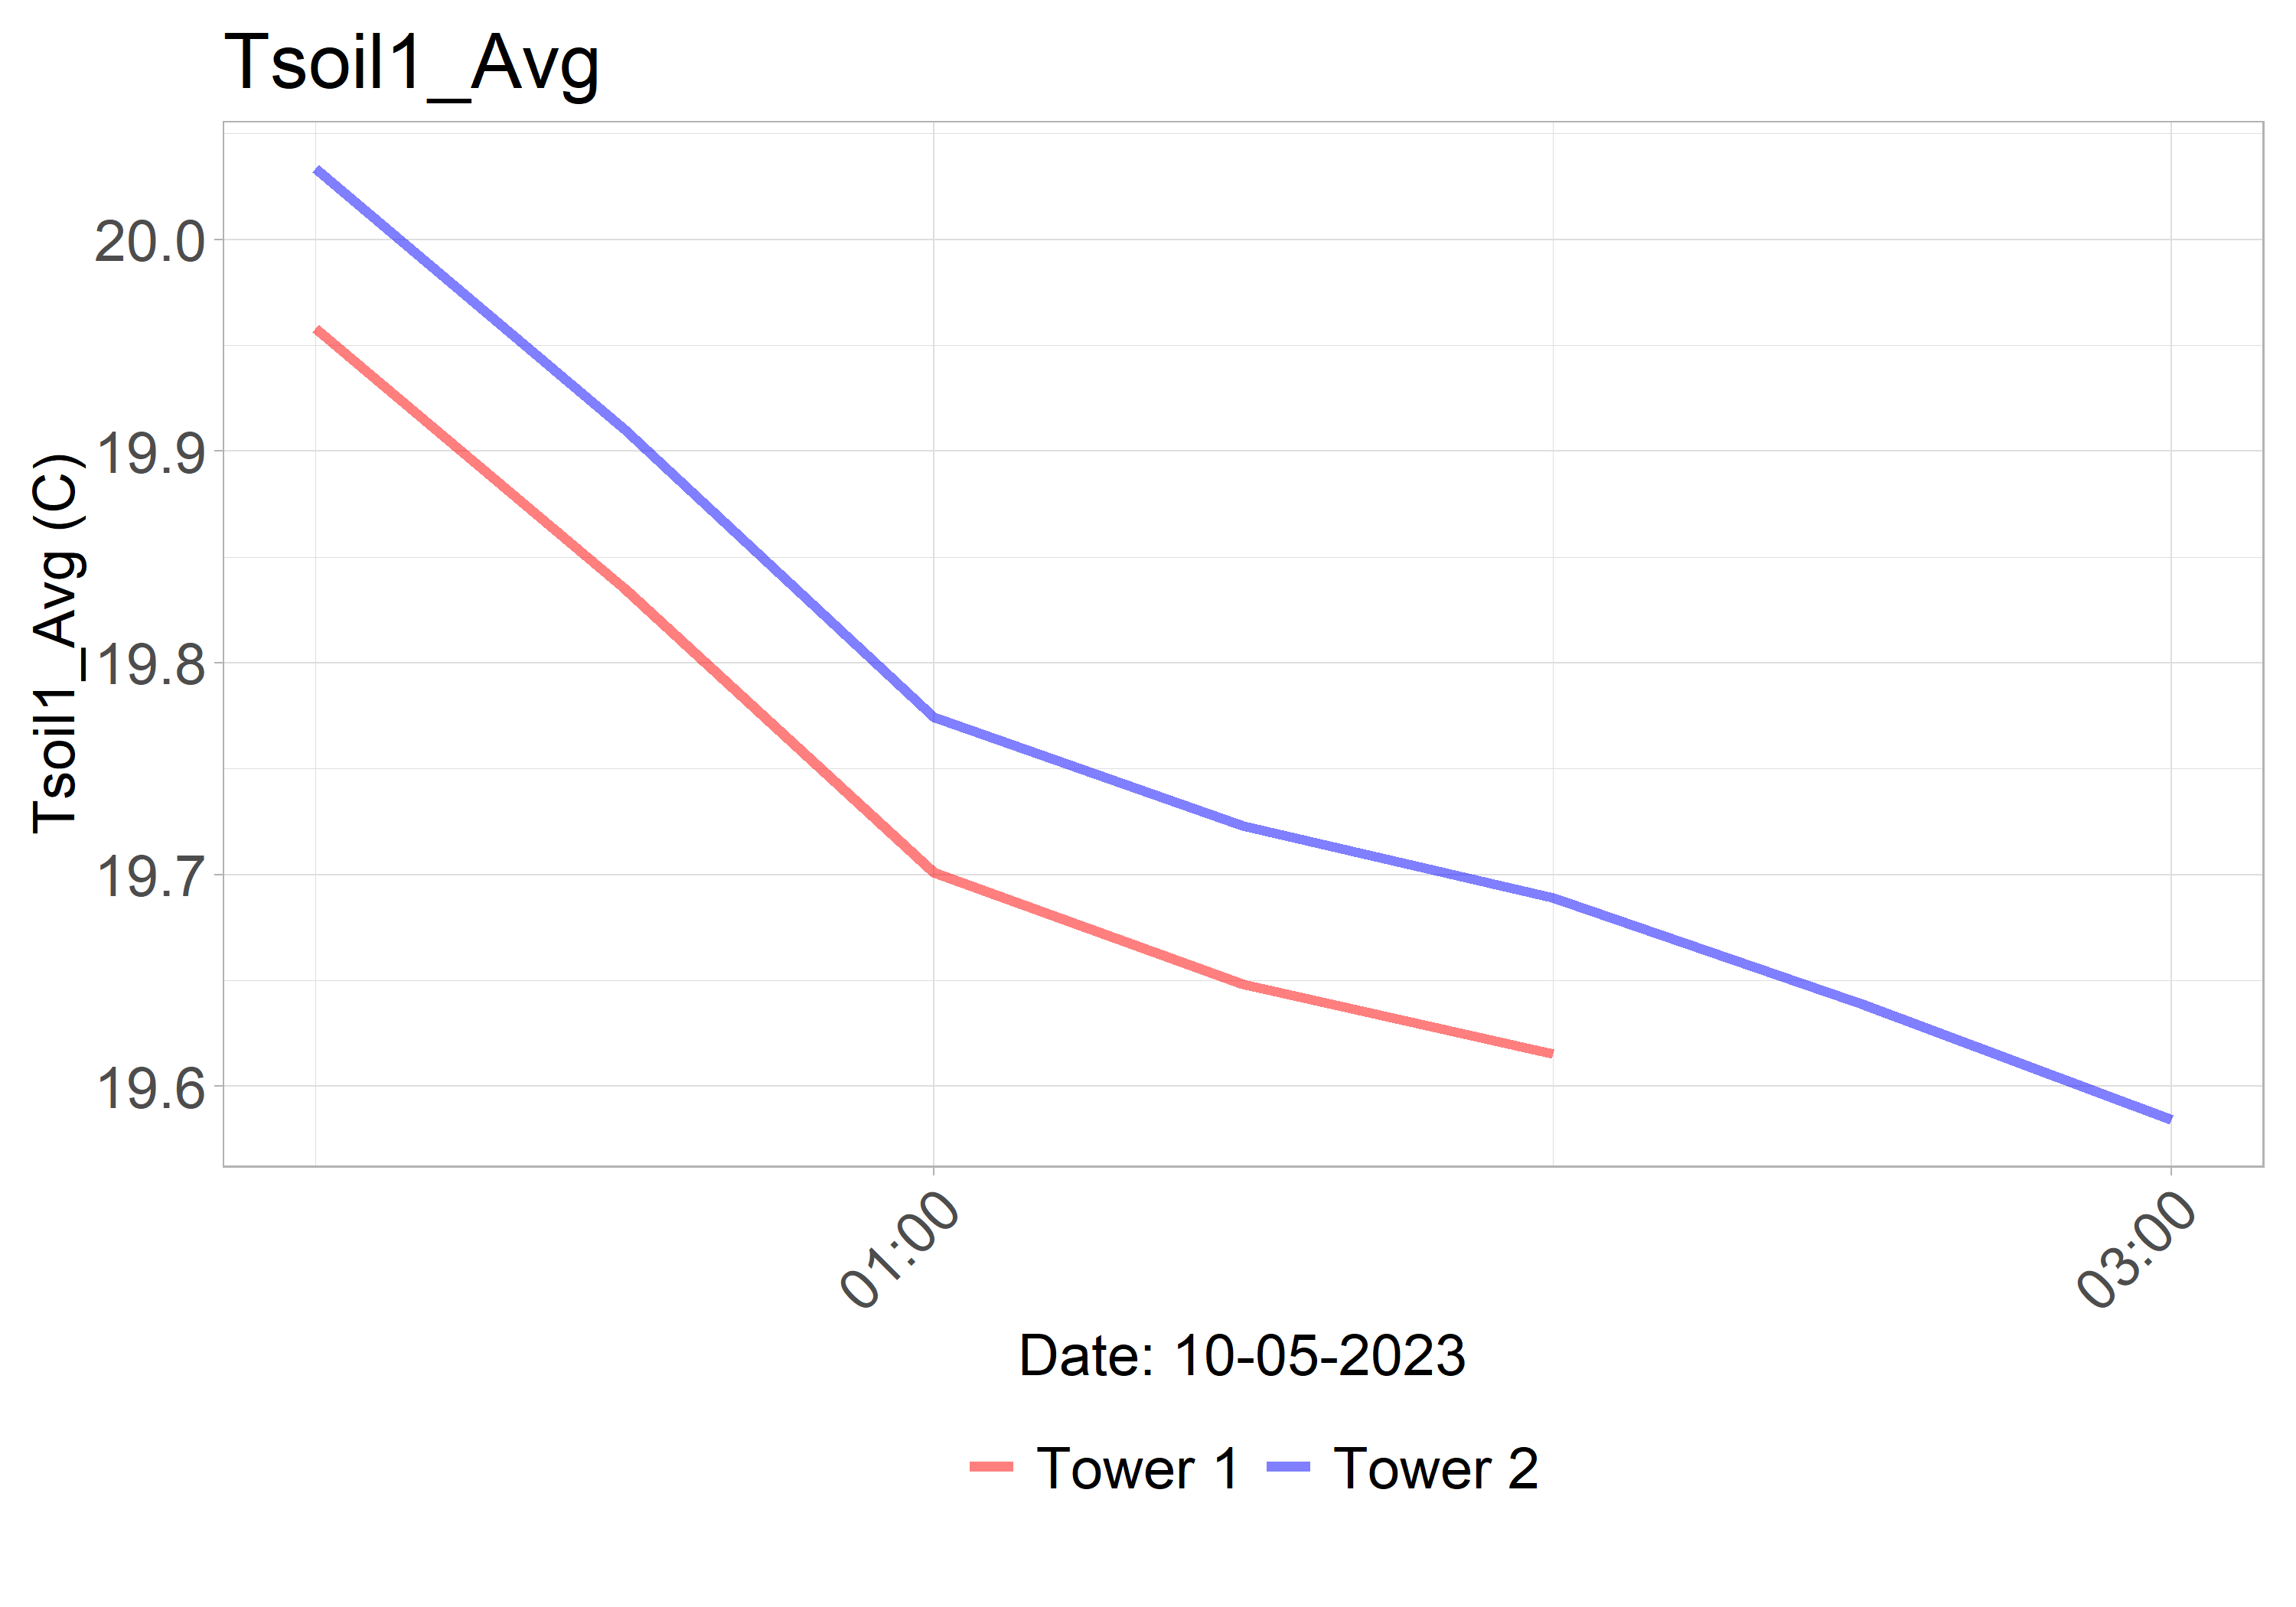 Tsoil1_Avg
Tsoil1_Avg (C)
20.0
19.9
19.8
19.7
19.6
01:00
03:00
Date: 10-05-2023
Tower 1
Tower 2